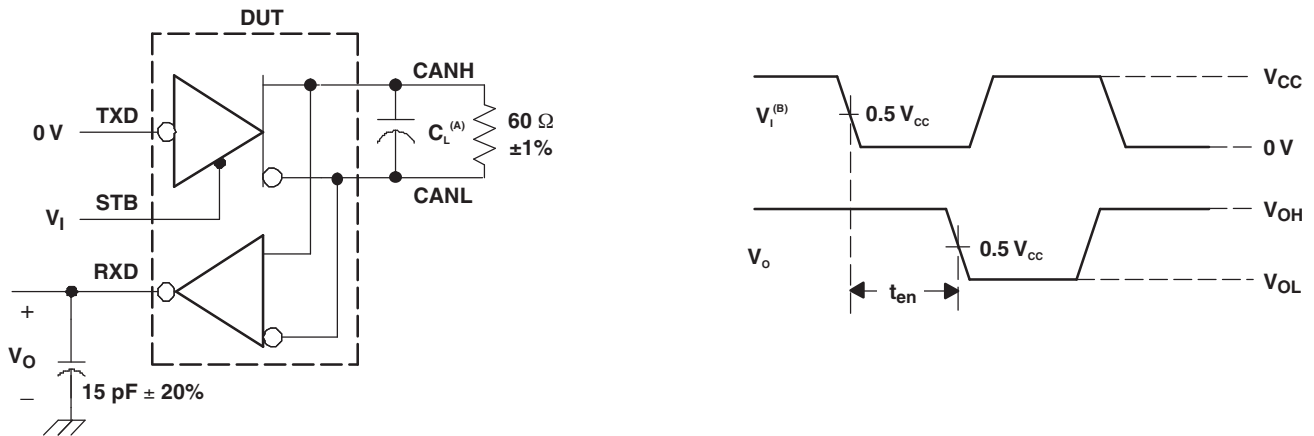 DUT
TXD
0 V
STB
V_I
RXD
+
V_O
−
15 pF ± 20%
CANH
C_L^(A)
60 Ω
±1%
CANL
V_I^(B)
0.5 V_CC
V_CC
0 V
V_O
0.5 V_CC
V_OH
V_OL
t_en